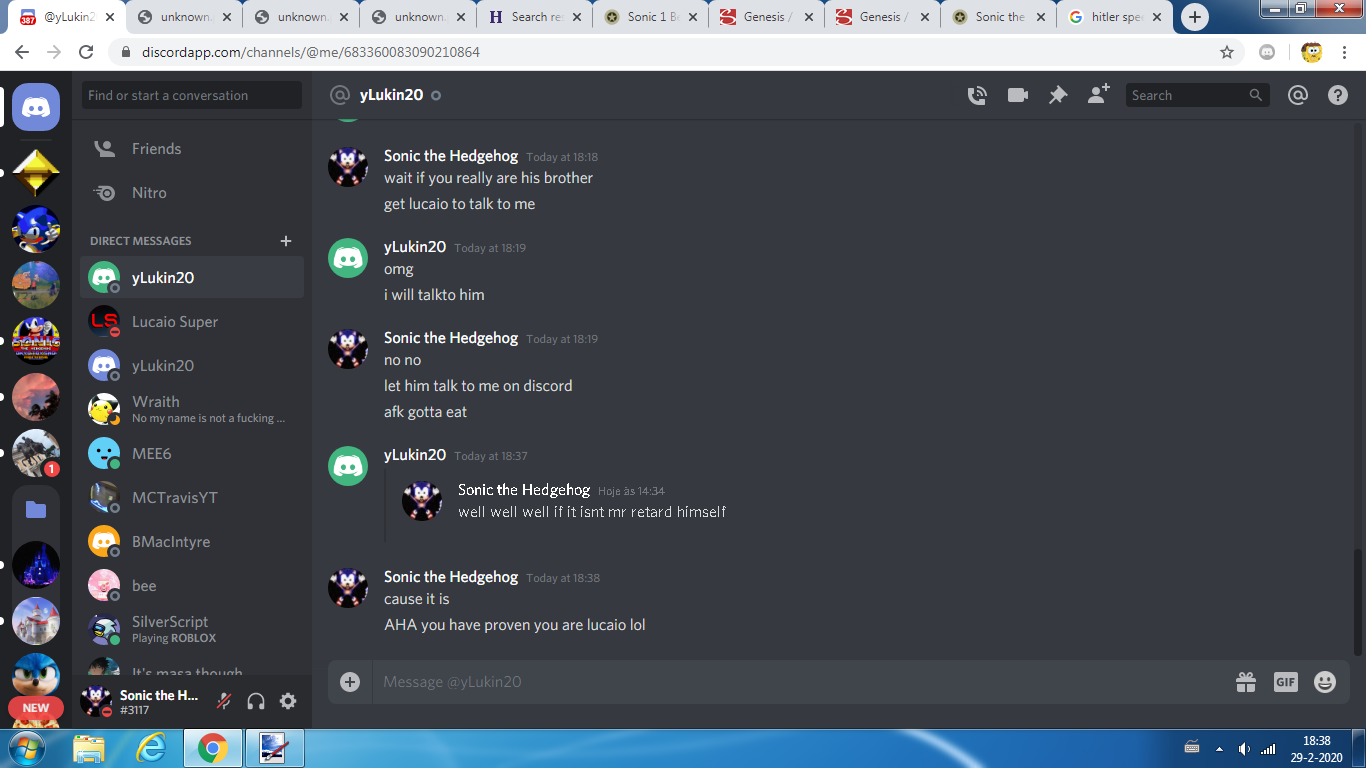 387
@yLukin2
unknown.
unknown.
unknown.
Search res
Sonic 1 Be
Genesis /
Genesis /
Sonic the
hitler spee
discordapp.com/channels/@me/683360083090210864
Find or start a conversation
@ yLukin20
Search
Friends
Nitro
DIRECT MESSAGES
yLukin20
LS
Lucaio Super
yLukin20
Wraith
No my name is not a fucking ...
MEE6
MCTravisYT
BMacIntyre
bee
SilverScript
Playing ROBLOX
It's masa though
1
NEW
Sonic the H...
#3117
Sonic the Hedgehog Today at 18:18
wait if you really are his brother
get lucaio to talk to me
yLukin20 Today at 18:19
omg
i will talkto him
Sonic the Hedgehog Today at 18:19
no no
let him talk to me on discord
afk gotta eat
yLukin20 Today at 18:37
Sonic the Hedgehog Hoje às 14:34
well well well if it isnt mr retard himself
Sonic the Hedgehog Today at 18:38
cause it is
AHA you have proven you are lucaio lol
Message @yLukin20
GIF
18:38
29-2-2020